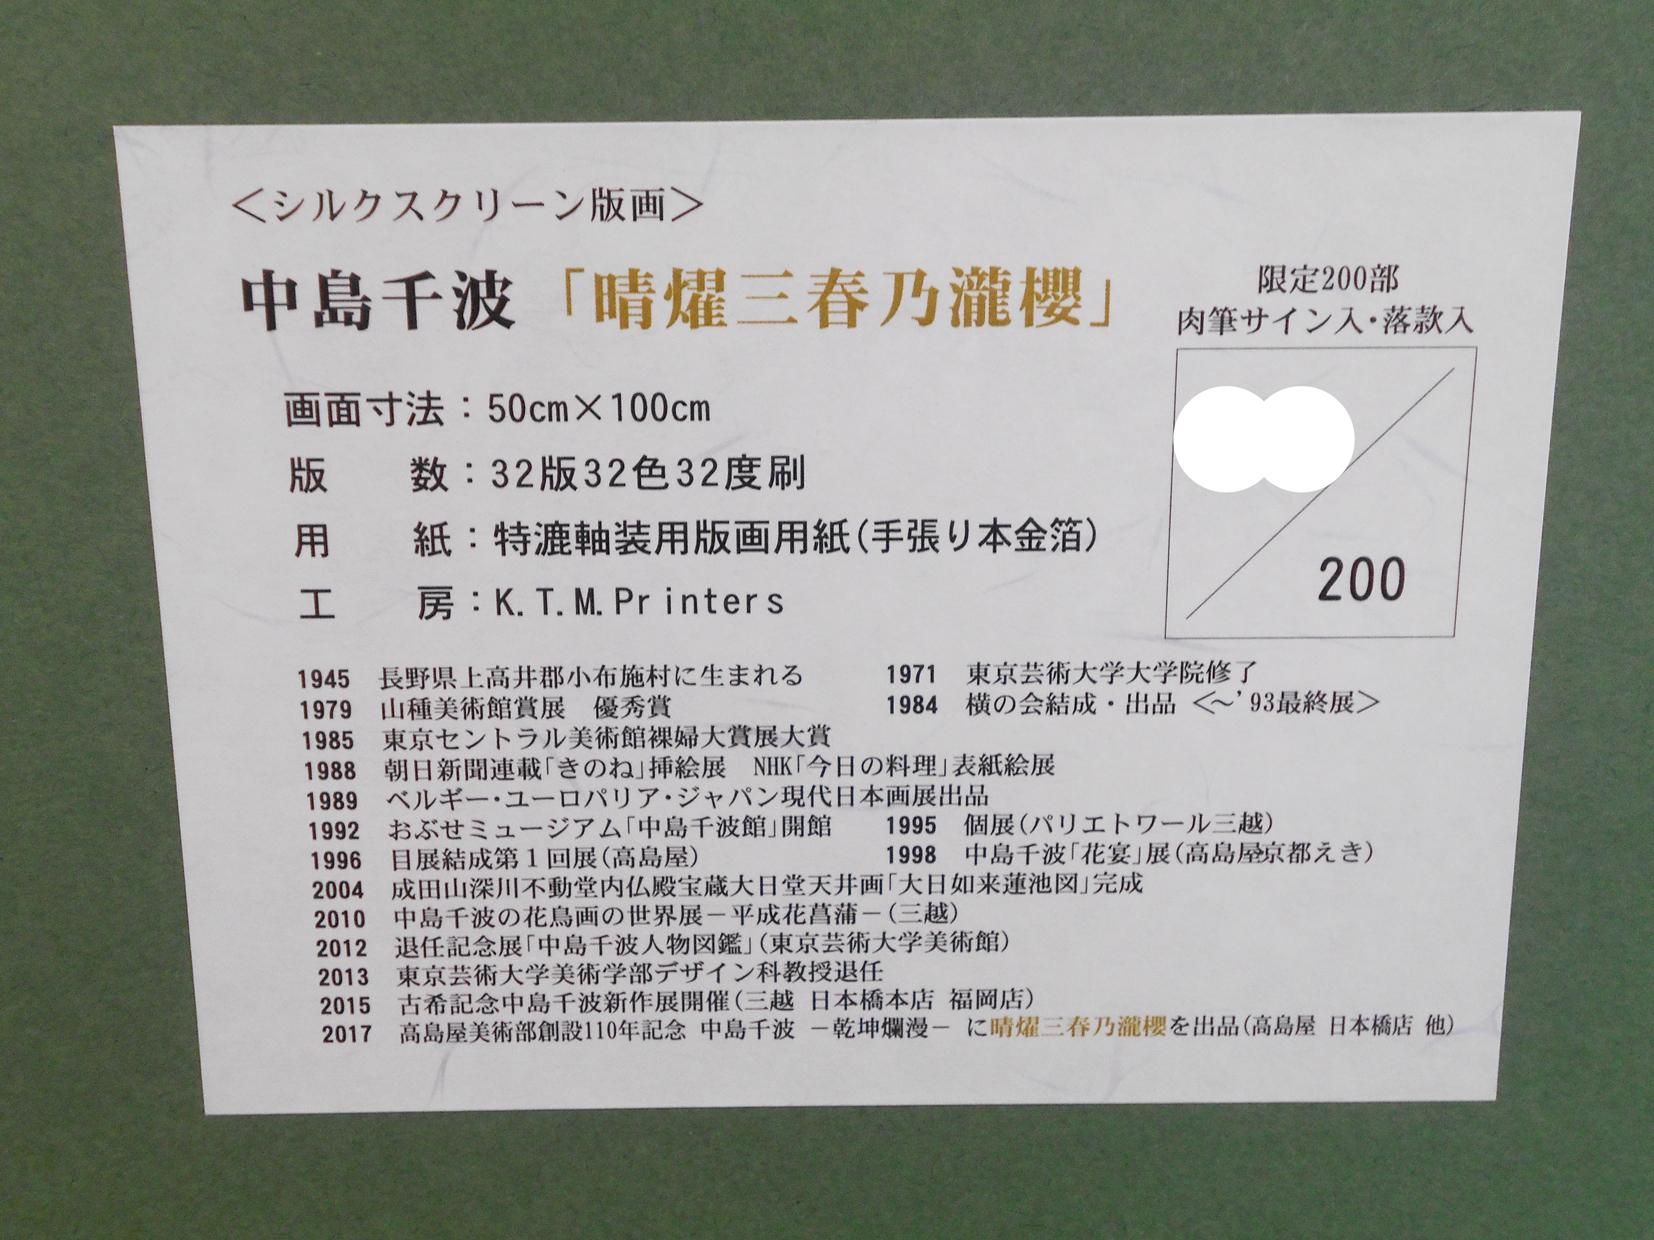 ＜シルクスクリーン版画＞
中島千波「晴燿三春乃瀧櫻」
限定200部
肉筆サイン入・落款入
200
画面寸法：50cm×100cm
版　　数：32版32色32度刷
用　　紙：特漉軸装用版画用紙(手張り本金箔)
工　　房：K.T.M.Printers
1945　長野県上高井郡小布施村に生まれる　1971　東京芸術大学大学院修了
1979　山種美術館賞展　優秀賞　1984　横の会結成・出品 ＜～'93最終展＞
1985　東京セントラル美術館裸婦大賞展大賞
1988　朝日新聞連載「きのね」挿絵展　NHK「今日の料理」表紙絵展
1989　ベルギー・ユーロパリア・ジャパン現代日本画展出品
1992　おぶせミュージアム「中島千波館」開館　1995　個展(パリエトワール三越)
1996　目展結成第１回展(高島屋)　1998　中島千波「花宴」展(高島屋京都えき)
2004　成田山深川不動堂内仏殿宝蔵大日堂天井画「大日如来蓮池図」完成
2010　中島千波の花鳥画の世界展－平成花菖蒲－(三越)
2012　退任記念展「中島千波人物図鑑」(東京芸術大学美術館)
2013　東京芸術大学美術学部デザイン科教授退任
2015　古希記念中島千波新作展開催(三越 日本橋本店 福岡店)
2017　高島屋美術部創設110年記念 中島千波 －乾坤爛漫－ に晴燿三春乃瀧櫻を出品(高島屋 日本橋店 他)